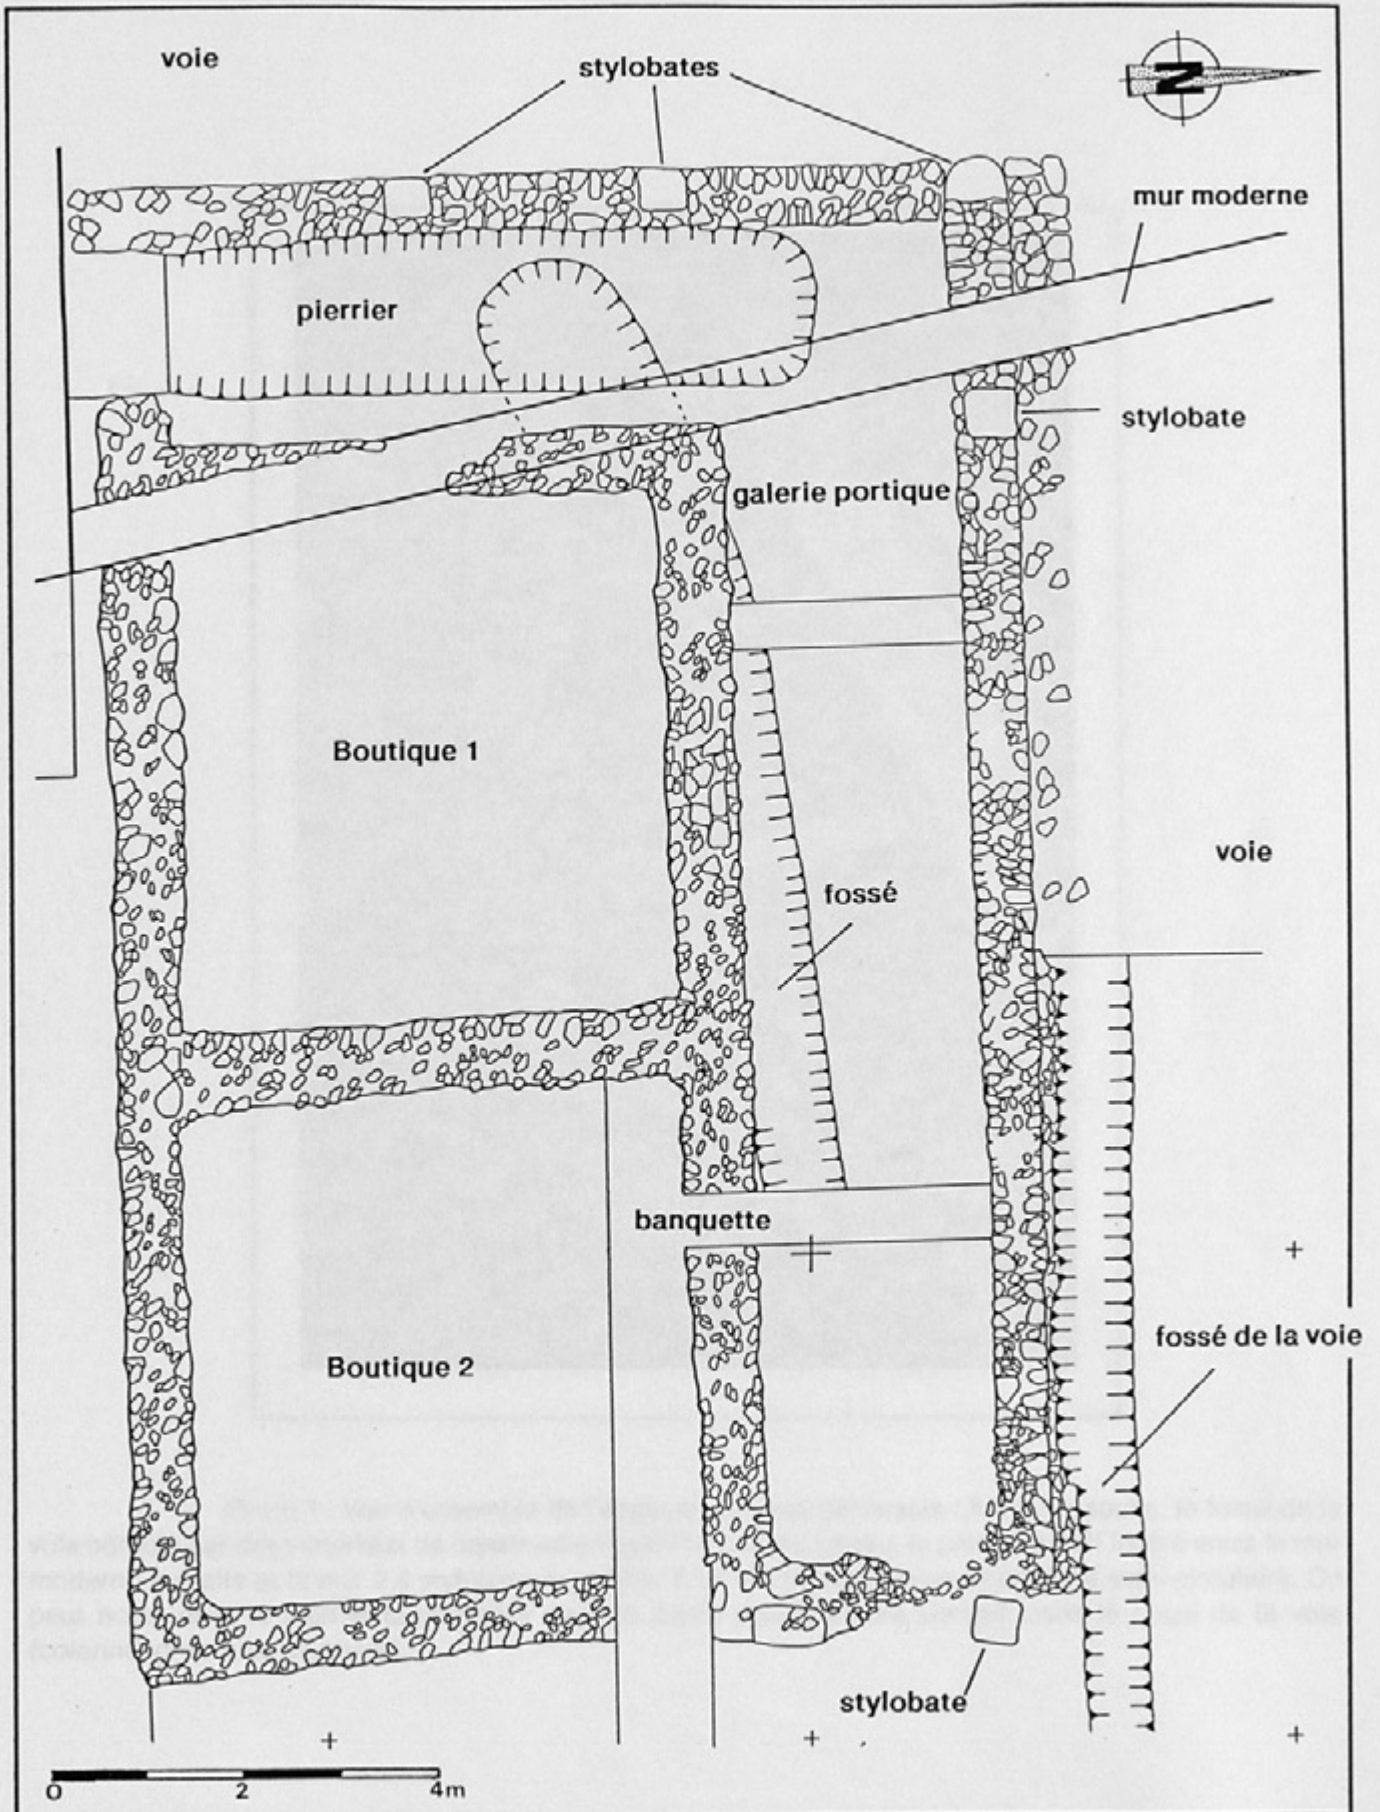 voie
stylobates
N
mur moderne
pierrier
stylobate
galerie portique
Boutique 1
voie
fossé
banquette
fossé de la voie
Boutique 2
stylobate
0 2 4m